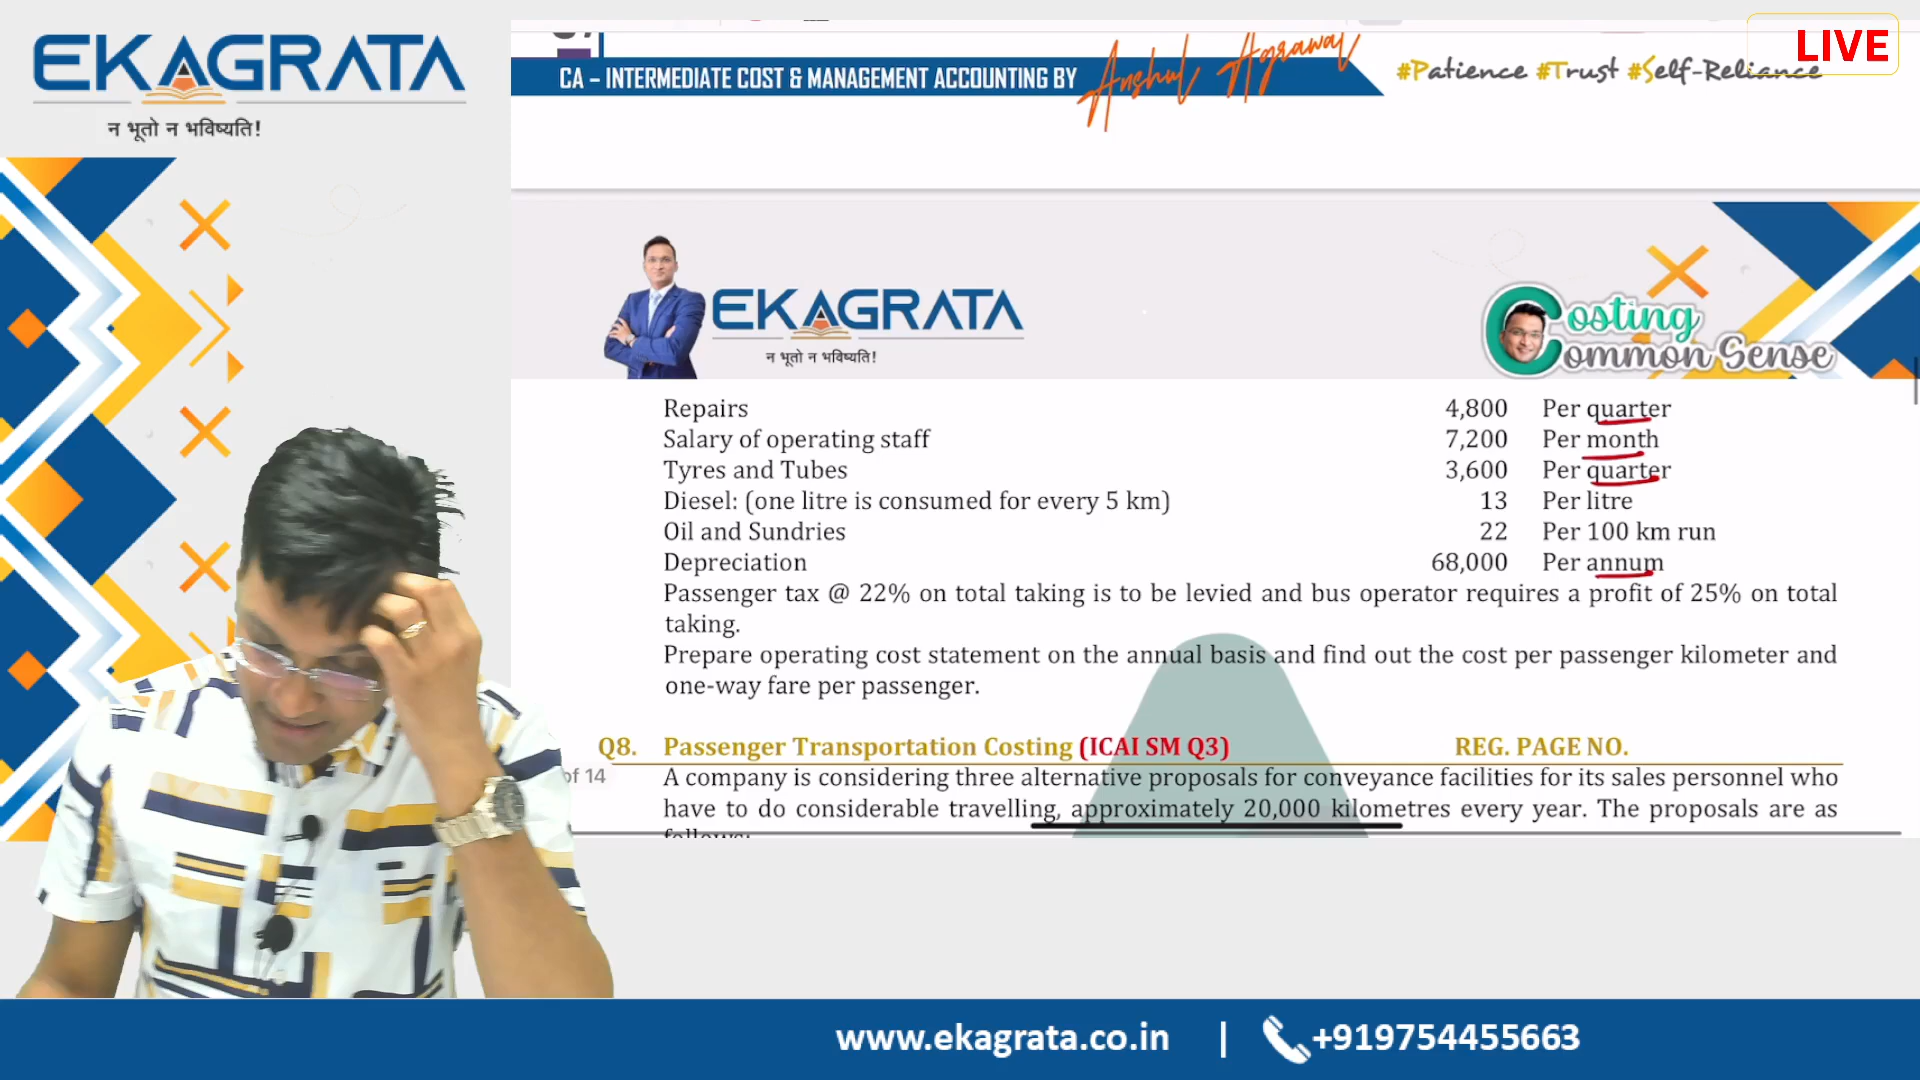 EKAGRATA
न भूतो न भविष्यति!
CA – INTERMEDIATE COST & MANAGEMENT ACCOUNTING BY Anshul Agrawal
#Patience #Trust #Self-Reliance
LIVE
EKAGRATA
न भूतो न भविष्यति!
Costing
Common Sense
Repairs 4,800 Per quarter
Salary of operating staff 7,200 Per month
Tyres and Tubes 3,600 Per quarter
Diesel: (one litre is consumed for every 5 km) 13 Per litre
Oil and Sundries 22 Per 100 km run
Depreciation 68,000 Per annum
Passenger tax @ 22% on total taking is to be levied and bus operator requires a profit of 25% on total
taking.
Prepare operating cost statement on the annual basis and find out the cost per passenger kilometer and
one-way fare per passenger.
Q8. Passenger Transportation Costing (ICAI SM Q3) REG. PAGE NO.
of 14
A company is considering three alternative proposals for conveyance facilities for its sales personnel who
have to do considerable travelling, approximately 20,000 kilometres every year. The proposals are as
www.ekagrata.co.in | +919754455663